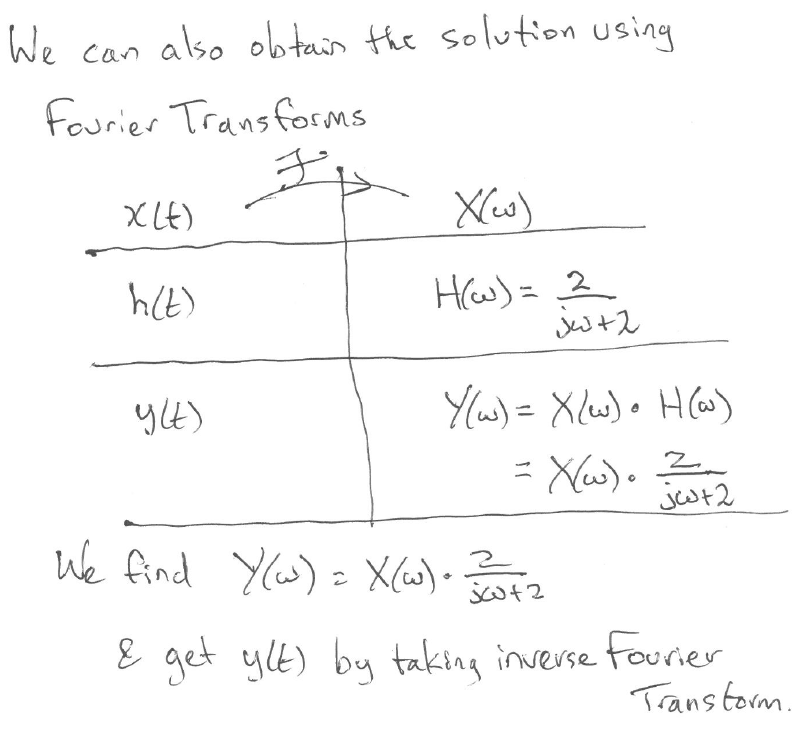 We can also obtain the solution using
Fourier Transforms
F
x(t) X(ω)
h(t) H(ω) = 2/(jω+2)
y(t) Y(ω) = X(ω) · H(ω)
= X(ω) · 2/(jω+2)
We find Y(ω) = X(ω) · 2/(jω+2)
& get y(t) by taking inverse Fourier
Transform.